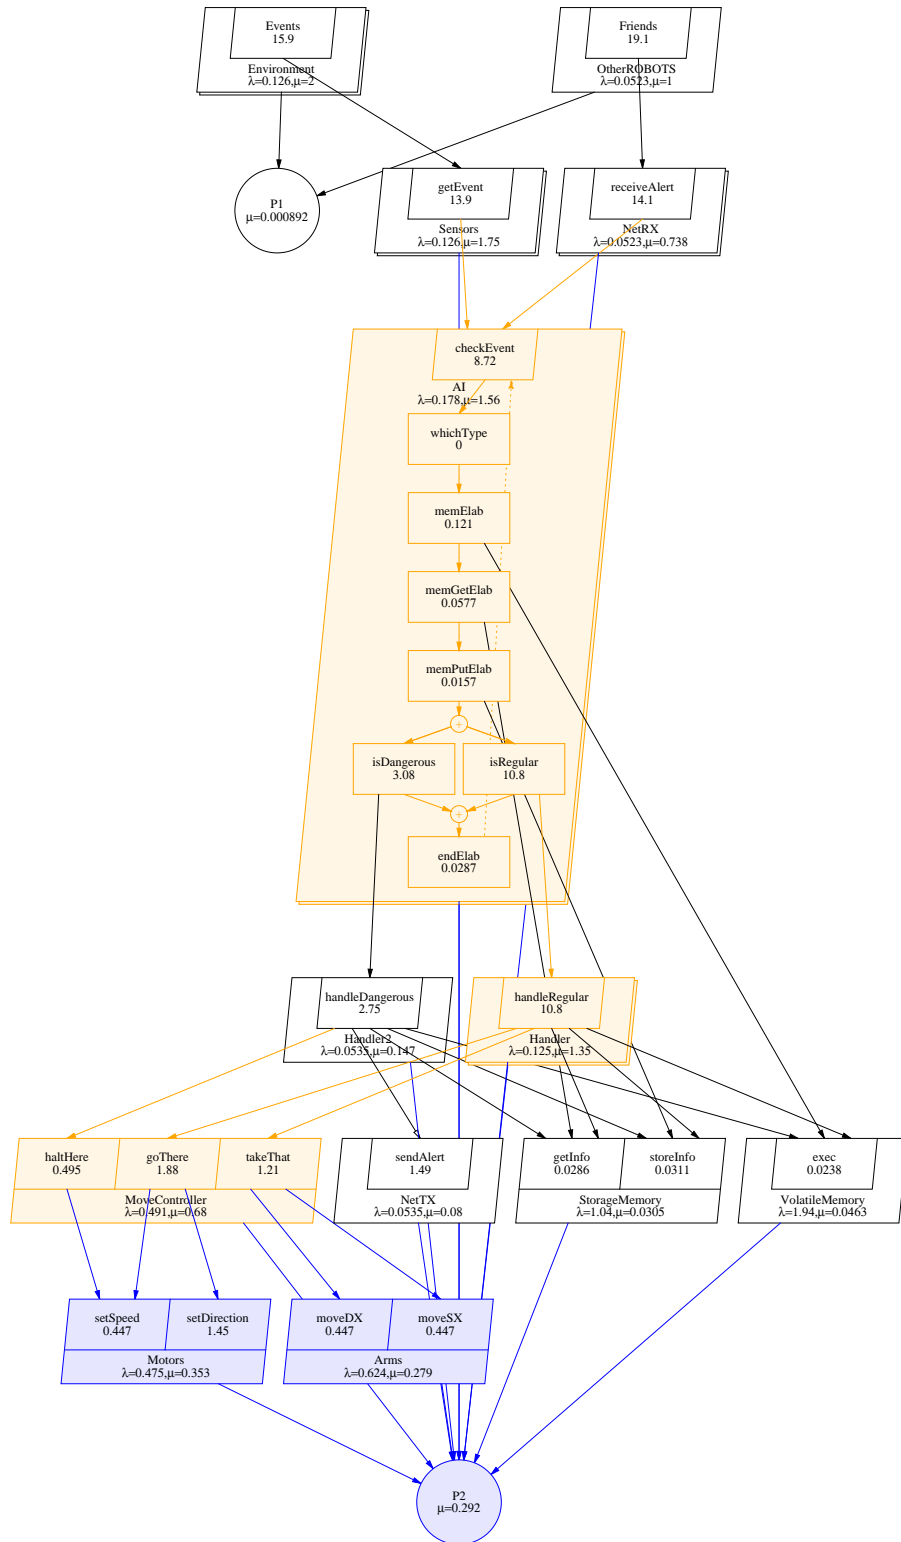 Events
15.9
Environment
λ=0.126,μ=2
Friends
19.1
OtherROBOTS
λ=0.0523,μ=1
P1
μ=0.000892
getEvent
13.9
Sensors
λ=0.126,μ=1.75
receiveAlert
14.1
NetRX
λ=0.0523,μ=0.738
checkEvent
8.72
AI
λ=0.178,μ=1.56
whichType
0
memElab
0.121
memGetElab
0.0577
memPutElab
0.0157
+
isDangerous
3.08
isRegular
10.8
+
endElab
0.0287
handleDangerous
2.75
Handler2
λ=0.0535,μ=0.147
handleRegular
10.8
Handler
λ=0.125,μ=1.35
haltHere
0.495
goThere
1.88
takeThat
1.21
MoveController
λ=0.491,μ=0.68
sendAlert
1.49
NetTX
λ=0.0535,μ=0.08
getInfo
0.0286
storeInfo
0.0311
StorageMemory
λ=1.04,μ=0.0305
exec
0.0238
VolatileMemory
λ=1.94,μ=0.0463
setSpeed
0.447
setDirection
1.45
Motors
λ=0.475,μ=0.353
moveDX
0.447
moveSX
0.447
Arms
λ=0.624,μ=0.279
P2
μ=0.292